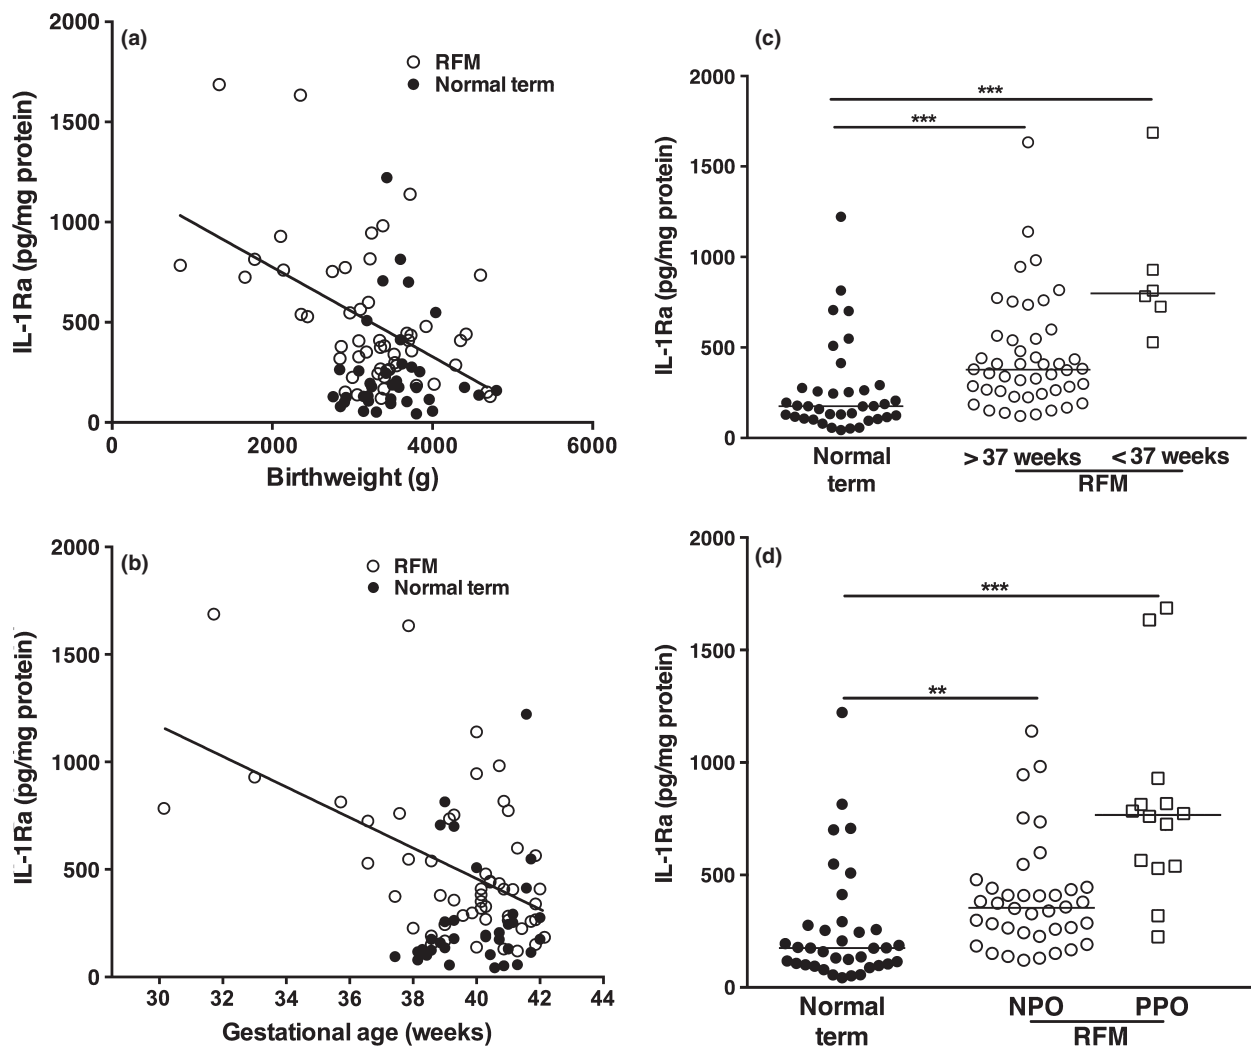 (a)
IL-1Ra (pg/mg protein)
2000
1500
1000
500
0
RFM
Normal term
0 2000 4000 6000
Birthweight (g)
(b)
IL-1Ra (pg/mg protein)
2000
1500
1000
500
0
RFM
Normal term
30 32 34 36 38 40 42 44
Gestational age (weeks)
(c)
IL-1Ra (pg/mg protein)
2000
1500
1000
500
0
***
***
Normal term
> 37 weeks
< 37 weeks
RFM
(d)
IL-1Ra (pg/mg protein)
2000
1500
1000
500
0
***
**
Normal term
NPO
PPO
RFM